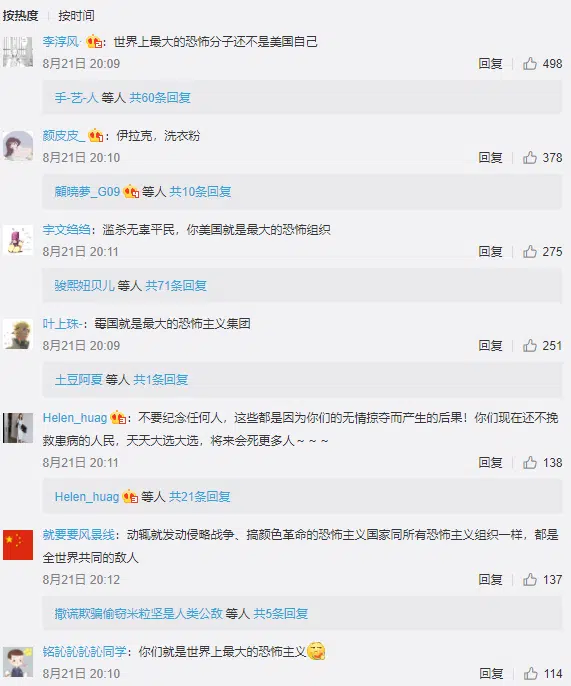 按热度 按时间
李淳风·：世界上最大的恐怖分子还不是美国自己
8月21日 20:09 回复 498
手-艺-人 等人 共60条回复
颜皮皮_：伊拉克，洗衣粉
8月21日 20:10 回复 378
顧曉夢_G09 等人 共10条回复
宇文绉绉：滥杀无辜平民，你美国就是最大的恐怖组织
8月21日 20:11 回复 275
骏熙妞贝儿 等人 共71条回复
叶上珠-：霉国就是最大的恐怖主义集团
8月21日 20:09 回复 251
土豆阿夏 等人 共1条回复
Helen_huag：不要纪念任何人，这些都是因为你们的无情掠夺而产生的后果！你们现在还不挽
救患病的人民，天天大选大选，将来会死更多人～～～
8月21日 20:11 回复 138
Helen_huag 等人 共21条回复
就要要风景线：动辄就发动侵略战争、搞颜色革命的恐怖主义国家同所有恐怖主义组织一样，都是
全世界共同的敌人
8月21日 20:12 回复 137
撒谎欺骗偷窃米粒坚是人类公敌 等人 共5条回复
铭訫訫訫訫同学：你们就是世界上最大的恐怖主义
8月21日 20:10 回复 114